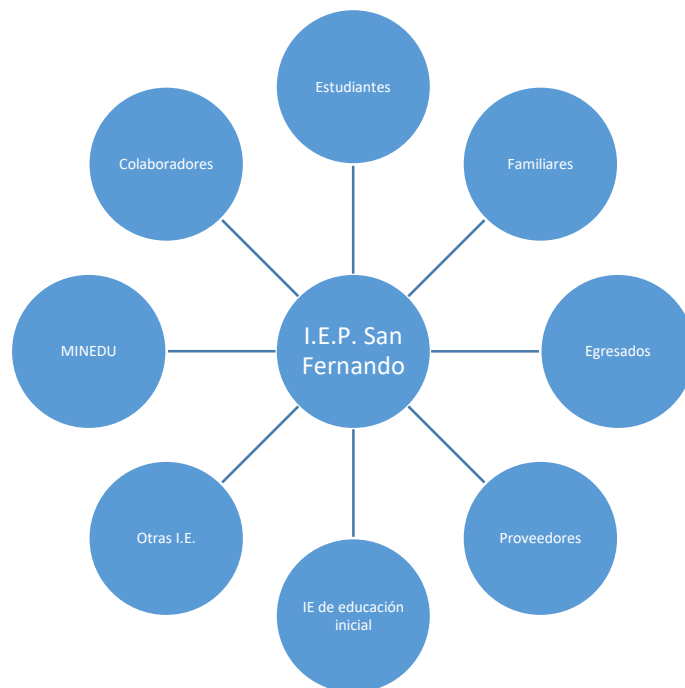 Estudiantes
Colaboradores
Familiares
I.E.P. San
Fernando
MINEDU
Egresados
Otras I.E.
Proveedores
IE de educación
inicial